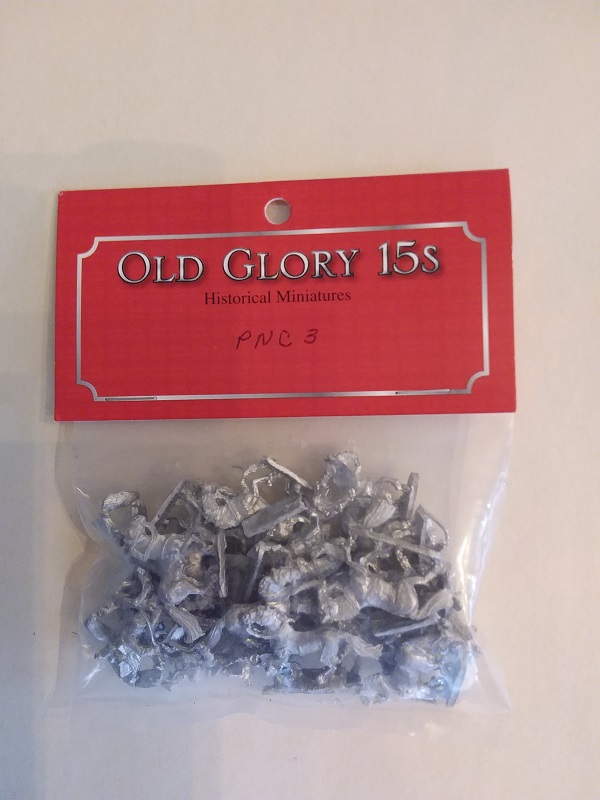 OLD GLORY 15s
Historical Miniatures
PNC 3